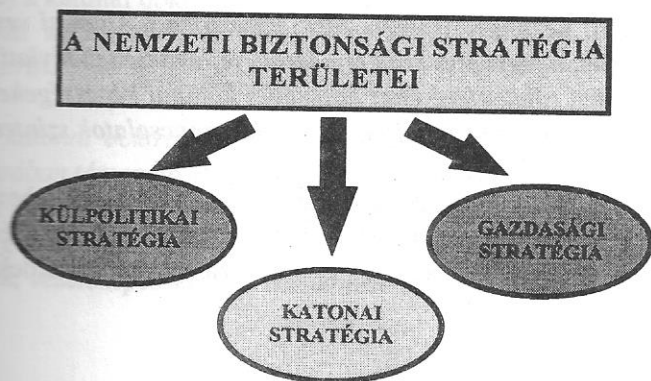 A NEMZETI BIZTONSÁGI STRATÉGIA
TERÜLETEI
KÜLPOLITIKAI
STRATÉGIA
GAZDASÁGI
STRATÉGIA
KATONAI
STRATÉGIA